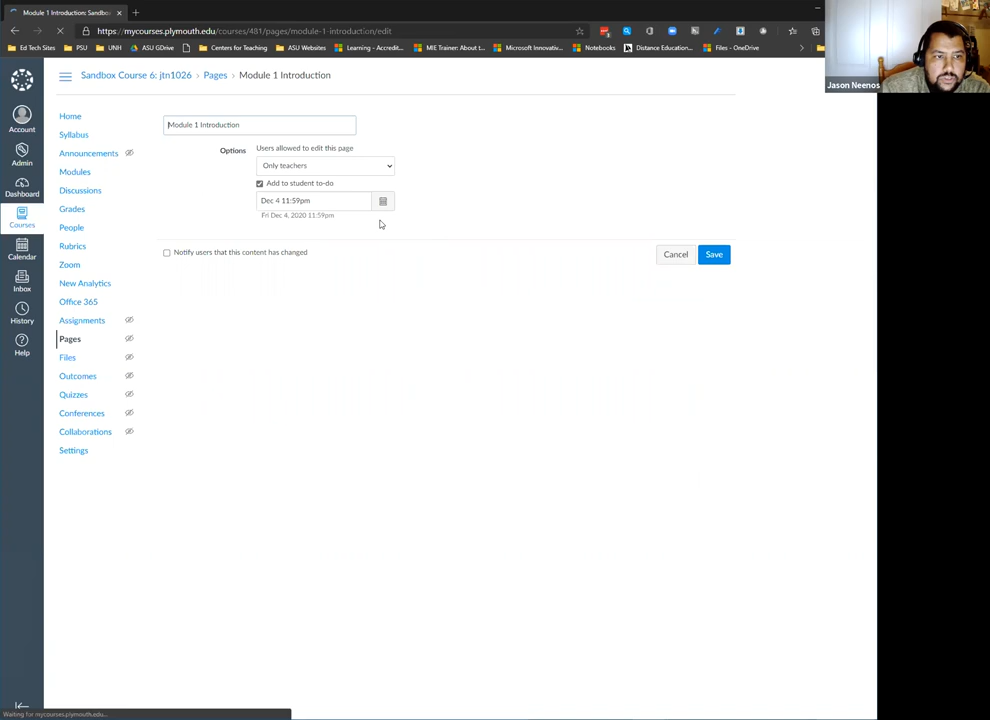 Module 1 Introduction: Sandbox
https://mycourses.plymouth.edu/courses/481/pages/module-1-introduction/edit
Ed Tech Sites PSU UNH ASU GDrive Centers for Teaching ASU Websites Learning - Accredit... MIE Trainer: About t... Microsoft Innovativ... Notebooks Distance Education... Files - OneDrive
Jason Neenos
Sandbox Course 6: jtn1026 > Pages > Module 1 Introduction
Account
Admin
Dashboard
Courses
Calendar
Inbox
History
Help
Home
Syllabus
Announcements
Modules
Discussions
Grades
People
Rubrics
Zoom
New Analytics
Office 365
Assignments
Pages
Files
Outcomes
Quizzes
Conferences
Collaborations
Settings
Module 1 Introduction
Options
Users allowed to edit this page
Only teachers
Add to student to-do
Dec 4 11:59pm
Fri Dec 4, 2020 11:59pm
Notify users that this content has changed
Cancel Save
Waiting for mycourses.plymouth.edu...